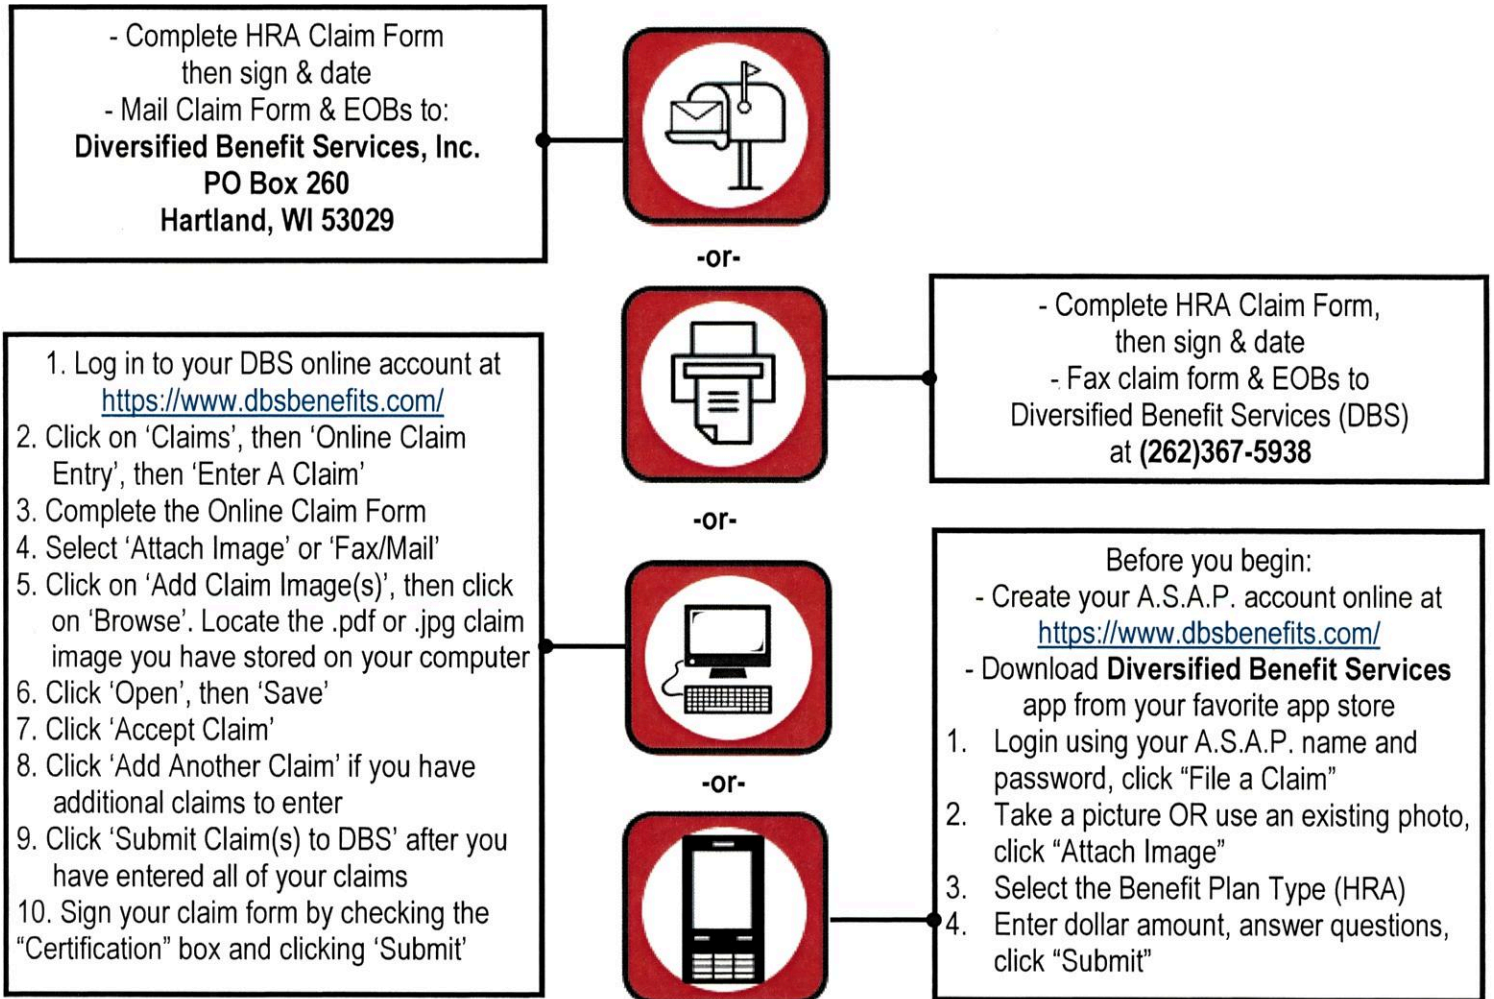 - Complete HRA Claim Form
then sign & date
- Mail Claim Form & EOBs to:
Diversified Benefit Services, Inc.
PO Box 260
Hartland, WI 53029
-or-
- Complete HRA Claim Form,
then sign & date
- Fax claim form & EOBs to
Diversified Benefit Services (DBS)
at (262)367-5938
-or-
1. Log in to your DBS online account at
https://www.dbsbenefits.com/
2. Click on ‘Claims’, then ‘Online Claim
Entry’, then ‘Enter A Claim’
3. Complete the Online Claim Form
4. Select ‘Attach Image’ or ‘Fax/Mail’
5. Click on ‘Add Claim Image(s)’, then click
on ‘Browse’. Locate the .pdf or .jpg claim
image you have stored on your computer
6. Click ‘Open’, then ‘Save’
7. Click ‘Accept Claim’
8. Click ‘Add Another Claim’ if you have
additional claims to enter
9. Click ‘Submit Claim(s) to DBS’ after you
have entered all of your claims
10. Sign your claim form by checking the
“Certification” box and clicking ‘Submit’
-or-
Before you begin:
- Create your A.S.A.P. account online at
https://www.dbsbenefits.com/
- Download Diversified Benefit Services
app from your favorite app store
1. Login using your A.S.A.P. name and
password, click “File a Claim”
2. Take a picture OR use an existing photo,
click “Attach Image”
3. Select the Benefit Plan Type (HRA)
4. Enter dollar amount, answer questions,
click “Submit”